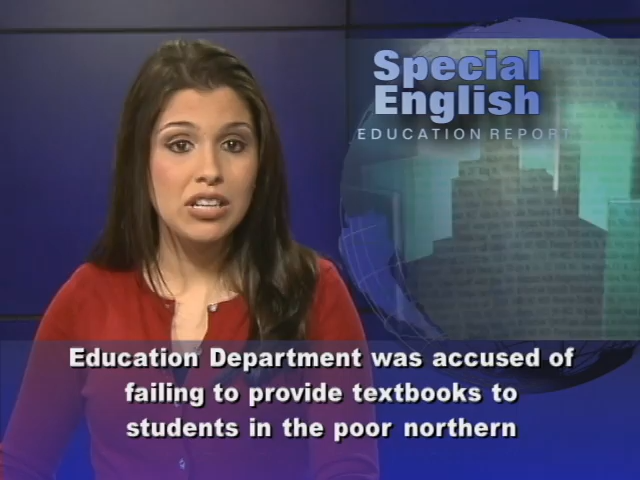 Special
English
EDUCATION REPORT
Education Department was accused of
failing to provide textbooks to
students in the poor northern